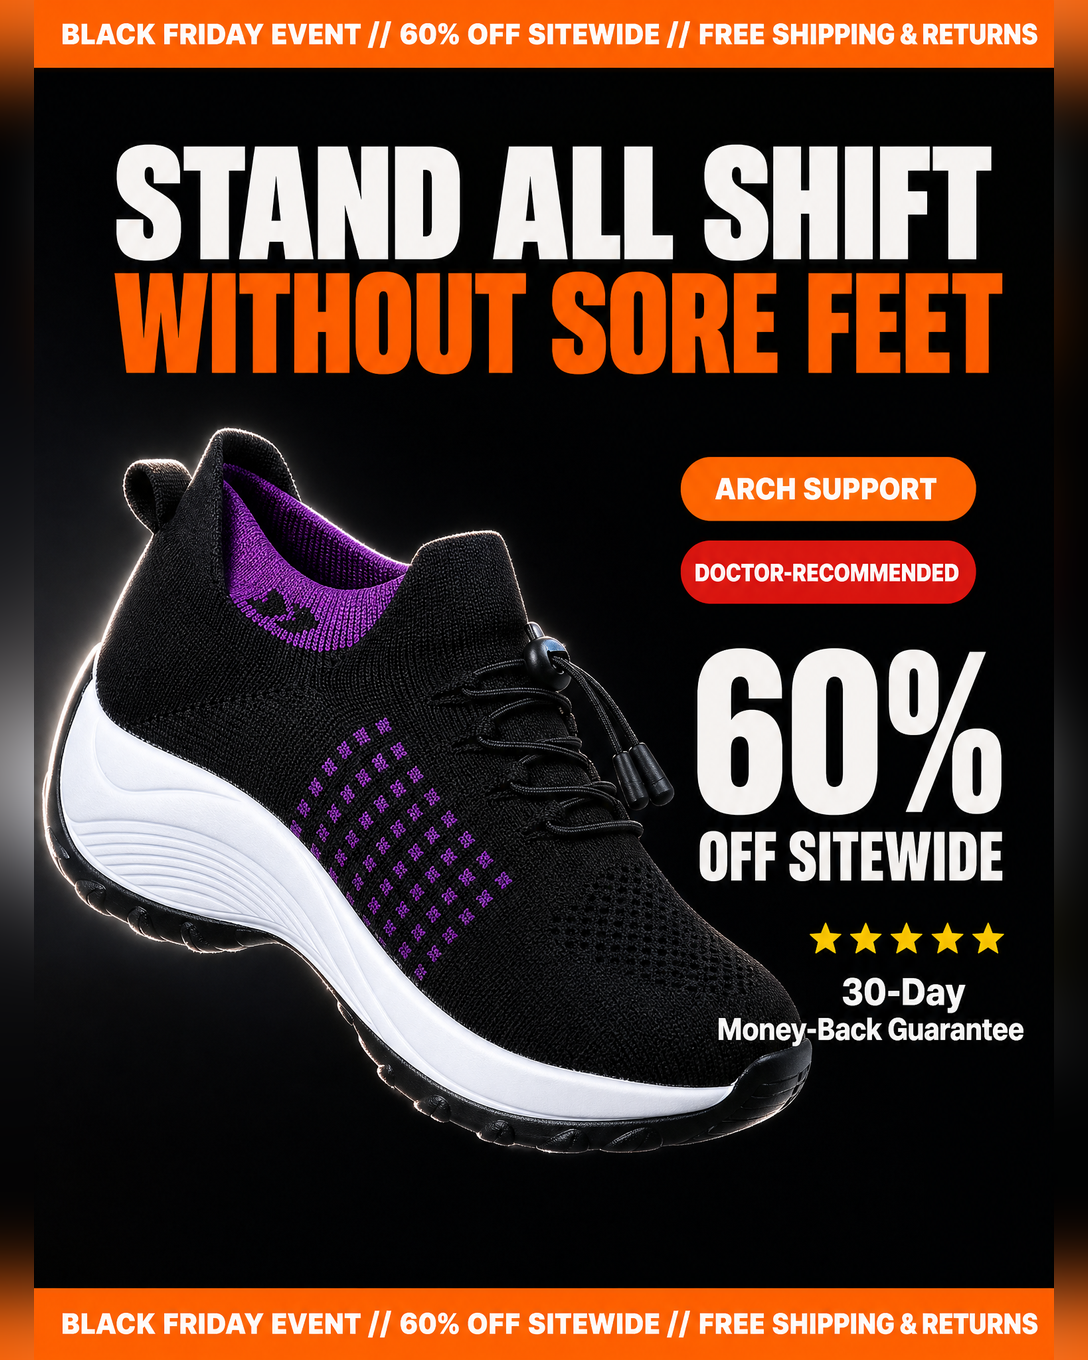 BLACK FRIDAY EVENT // 60% OFF SITEWIDE // FREE SHIPPING & RETURNS
STAND ALL SHIFT
WITHOUT SORE FEET
ARCH SUPPORT
DOCTOR-RECOMMENDED
60%
OFF SITEWIDE
30-Day
Money-Back Guarantee
BLACK FRIDAY EVENT // 60% OFF SITEWIDE // FREE SHIPPING & RETURNS